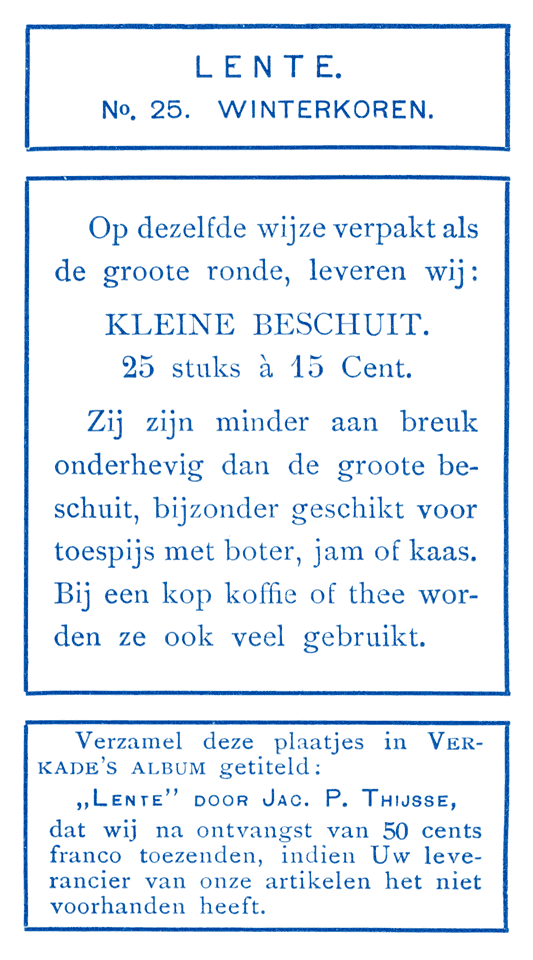 LENTE.
No. 25. WINTERKOREN.
Op dezelfde wijze verpakt als
de groote ronde, leveren wij:
KLEINE BESCHUIT.
25 stuks à 15 Cent.
Zij zijn minder aan breuk
onderhevig dan de groote be-
schuit, bijzonder geschikt voor
toespijs met boter, jam of kaas.
Bij een kop koffie of thee wor-
den ze ook veel gebruikt.
Verzamel deze plaatjes in VER-
KADE'S ALBUM getiteld:
„LENTE” DOOR JAC. P. THIJSSE,
dat wij na ontvangst van 50 cents
franco toezenden, indien Uw leve-
rancier van onze artikelen het niet
voorhanden heeft.